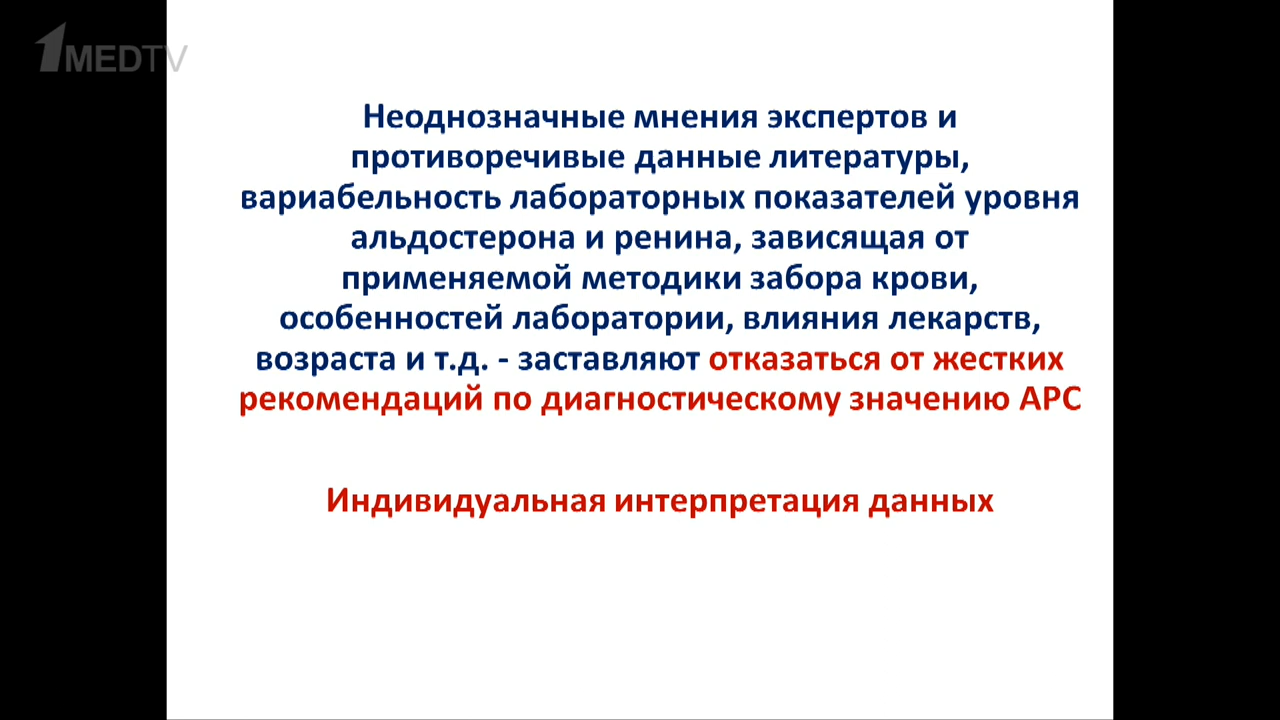 1MEDTV
Неоднозначные мнения экспертов и
противоречивые данные литературы,
вариабельность лабораторных показателей уровня
альдостерона и ренина, зависящая от
применяемой методики забора крови,
особенностей лаборатории, влияния лекарств,
возраста и т.д. - заставляют отказаться от жестких
рекомендаций по диагностическому значению АРС
Индивидуальная интерпретация данных